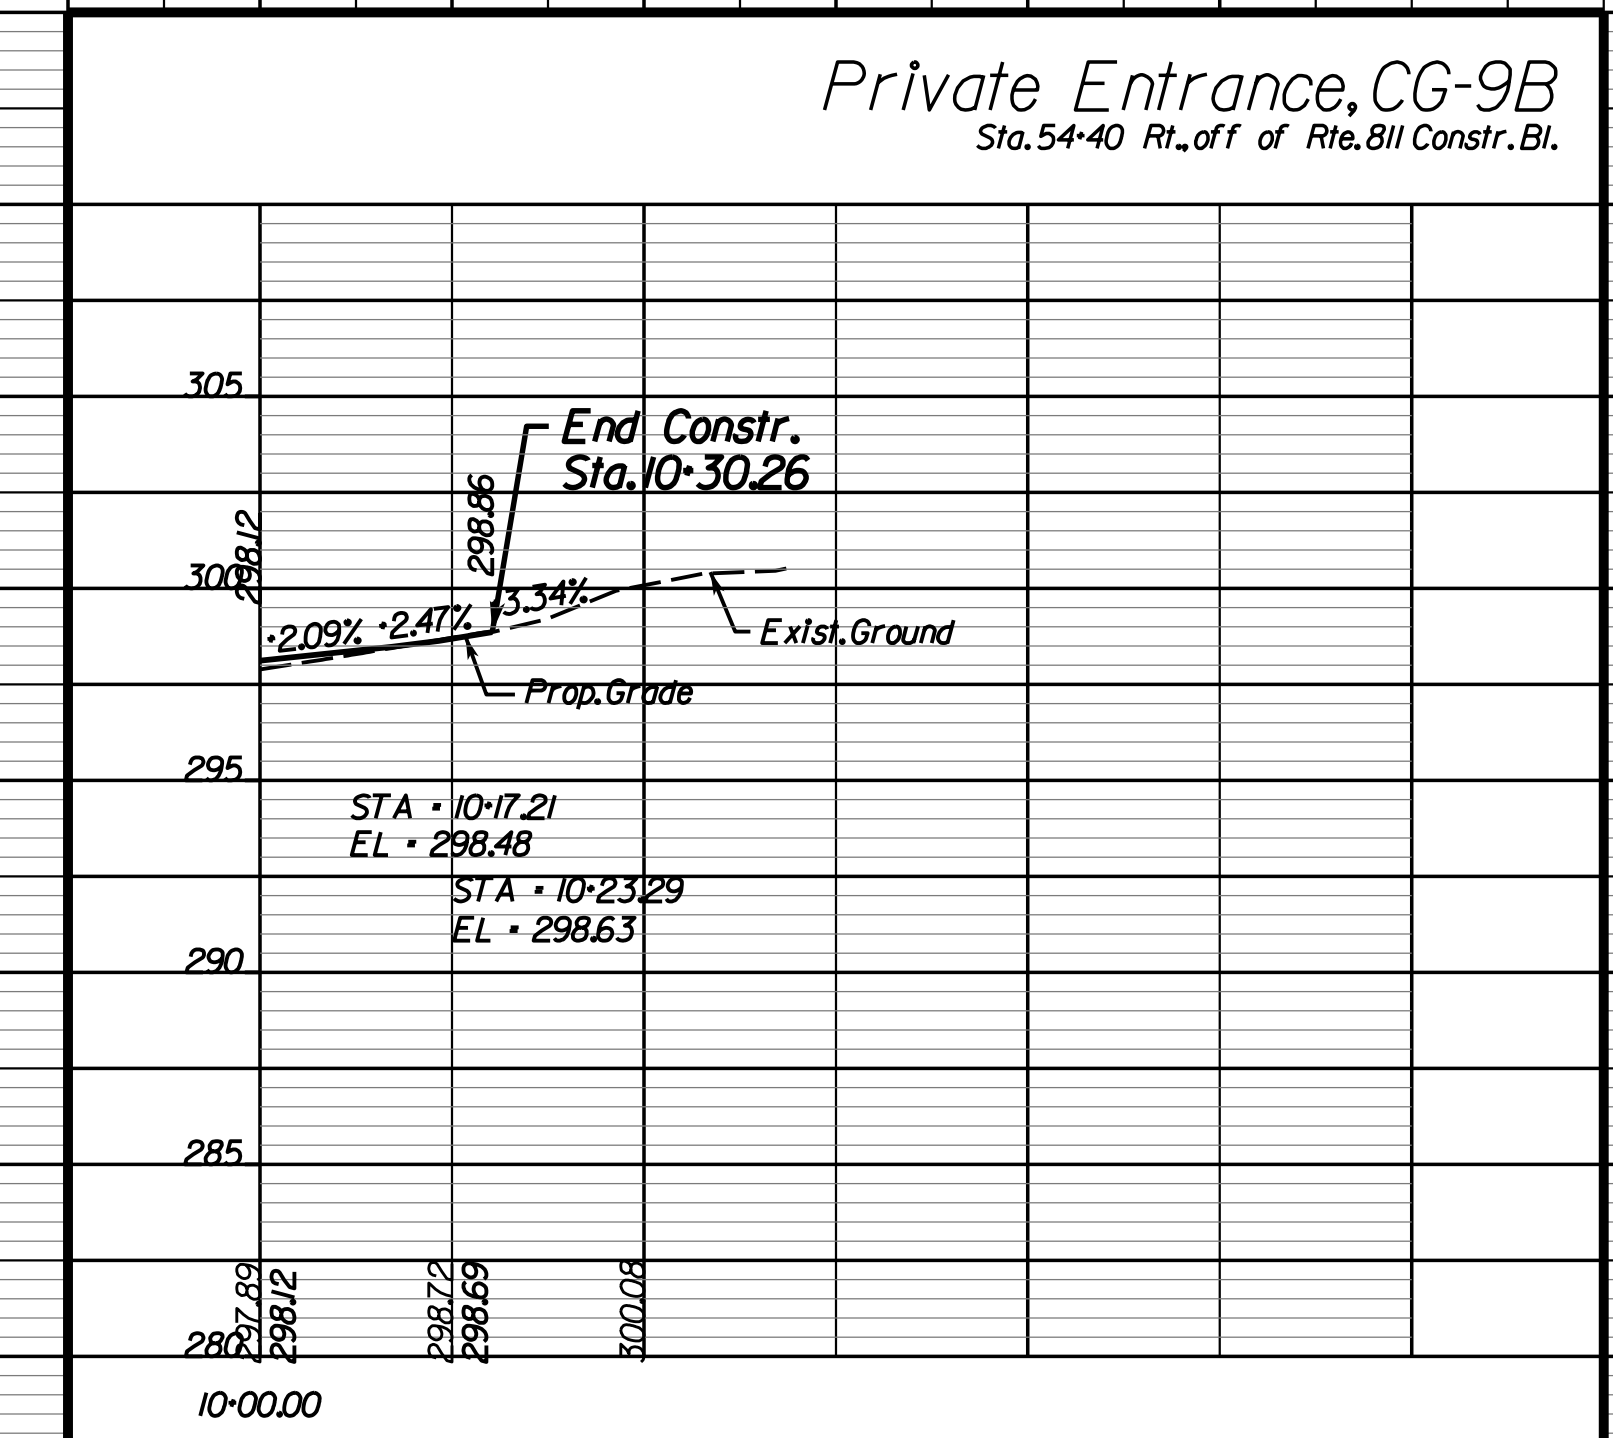 Private Entrance, CG-9B
Sta. 54+40 Rt., off of Rte. 811 Constr. Bl.
305
End Constr.
Sta. 10+30.26
298.86
298.12
300
+2.09%
+2.47%
3.34%
Exist. Ground
Prop. Grade
295
STA = 10+17.21
EL = 298.48
STA = 10+23.29
EL = 298.63
290
285
280
297.89
298.12
298.72
298.69
300.08
10+00.00